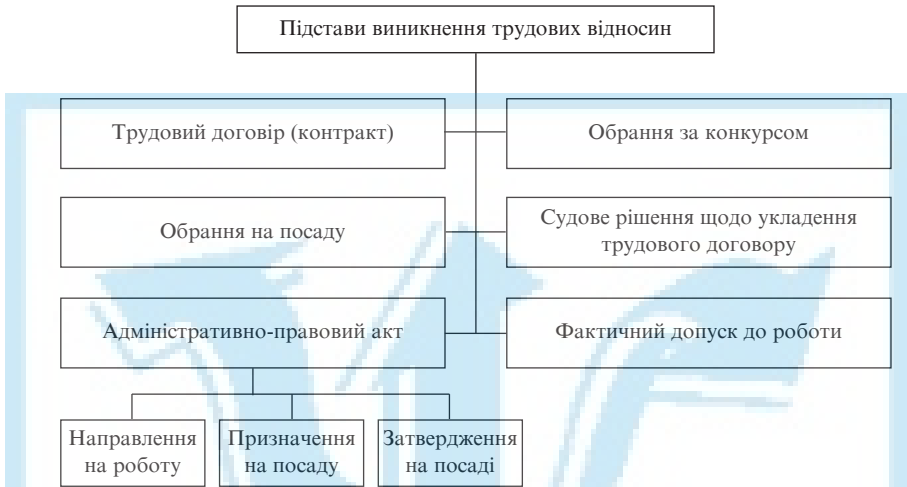 Підстави виникнення трудових відносин
Трудовий договір (контракт)
Обрання за конкурсом
Обрання на посаду
Судове рішення щодо укладення
трудового договору
Адміністративно-правовий акт
Фактичний допуск до роботи
Направлення
на роботу
Призначення
на посаду
Затвердження
на посаді